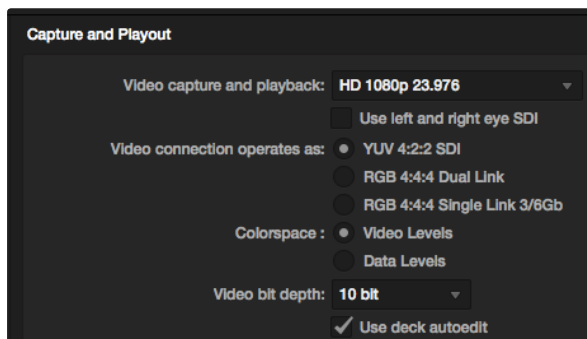 Capture and Playout
Video capture and playback: HD 1080p 23.976
Use left and right eye SDI
Video connection operates as: YUV 4:2:2 SDI
RGB 4:4:4 Dual Link
RGB 4:4:4 Single Link 3/6Gb
Colorspace : Video Levels
Data Levels
Video bit depth: 10 bit
Use deck autoedit